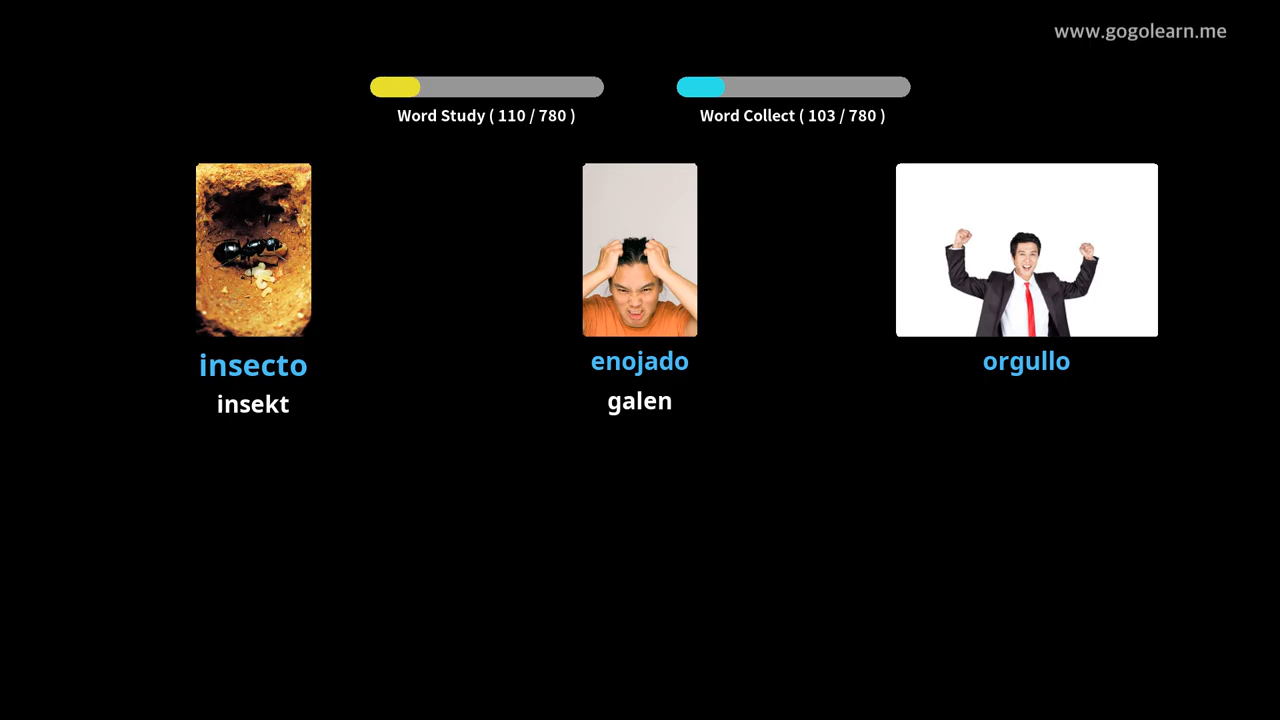 www.gogolearn.me
Word Study ( 110 / 780 )
Word Collect ( 103 / 780 )
insecto
insekt
enojado
galen
orgullo